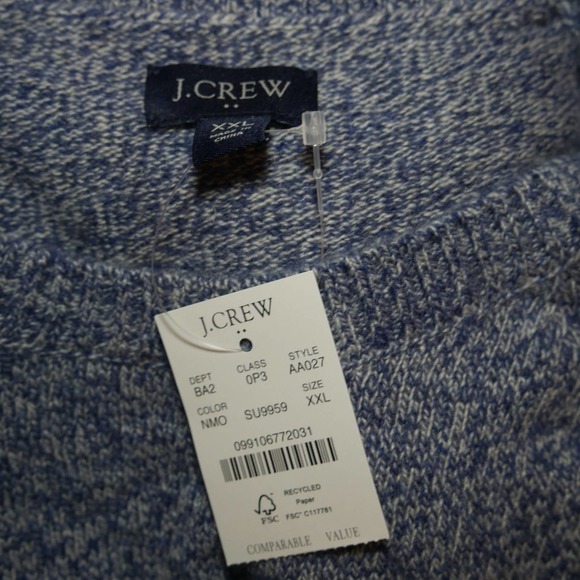 J.CREW
XXL
MADE IN
CHINA
J.CREW
DEPT CLASS STYLE
BA2 0P3 AA027
COLOR SIZE
NMO SU9959 XXL
099106772031
RECYCLED
Paper
FSC FSC® C117781
COMPARABLE VALUE